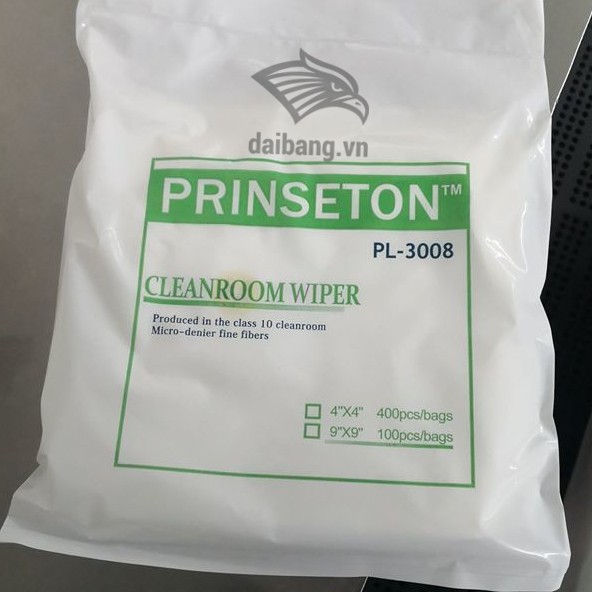 daibang.vn
PRINSETON™
PL-3008
CLEANROOM WIPER
Produced in the class 10 cleanroom
Micro-denier fine fibers
4"X4" 400pcs/bags
9"X9" 100pcs/bags